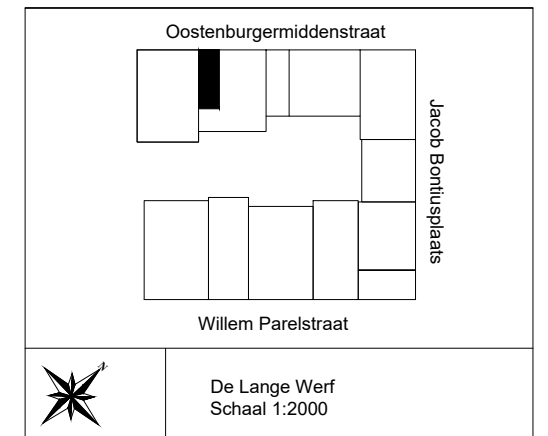 Oostenburgermiddenstraat
Jacob Bontiusplaats
Willem Parelstraat
N
De Lange Werf
Schaal 1:2000